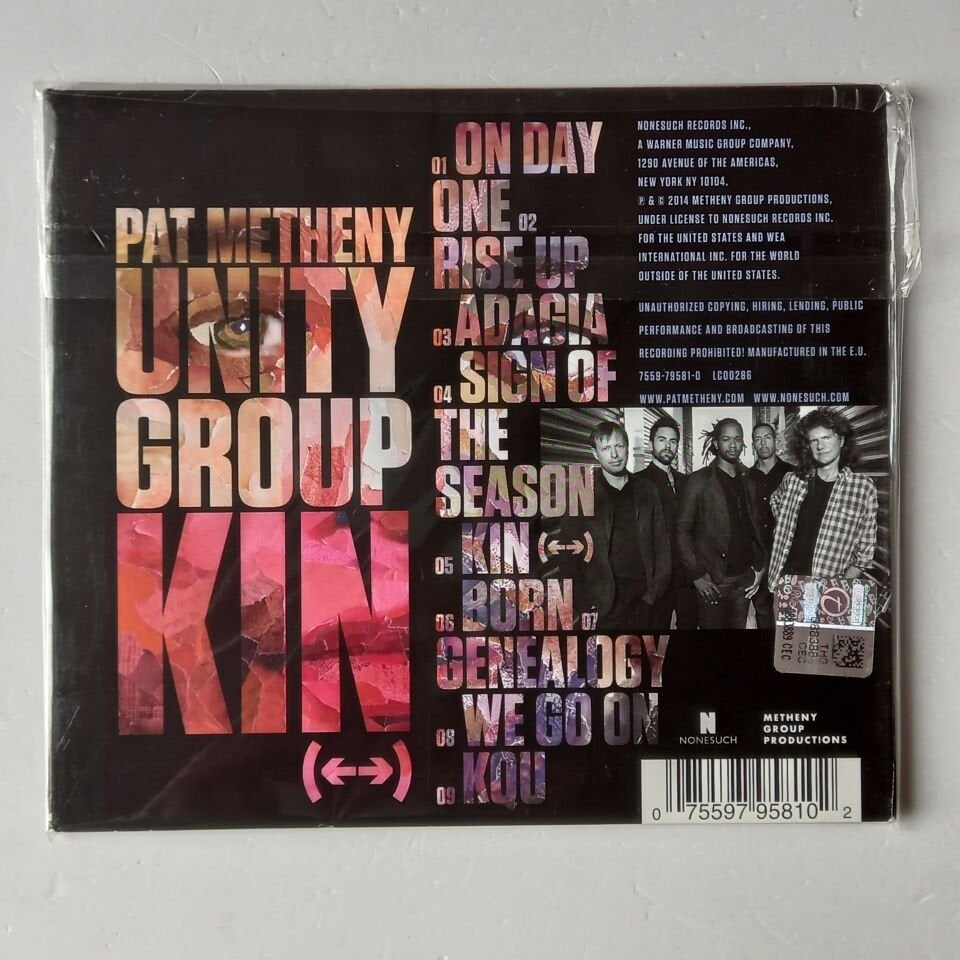 PAT METHENY
UNITY
GROUP
KIN
(↔)
01 ON DAY
ONE 02
RISE UP
03 ADAGIA
04 SIGN OF
THE
SEASON
05 KIN (↔)
06 BORN 07
GENEALOGY
08 WE GO ON
09 KQU
NONESUCH RECORDS INC.,
A WARNER MUSIC GROUP COMPANY,
1290 AVENUE OF THE AMERICAS,
NEW YORK NY 10104.
℗ & © 2014 METHENY GROUP PRODUCTIONS,
UNDER LICENSE TO NONESUCH RECORDS INC.
FOR THE UNITED STATES AND WEA
INTERNATIONAL INC. FOR THE WORLD
OUTSIDE OF THE UNITED STATES.
UNAUTHORIZED COPYING, HIRING, LENDING, PUBLIC
PERFORMANCE AND BROADCASTING OF THIS
RECORDING PROHIBITED! MANUFACTURED IN THE E.U.
7559-79581-0 LC00286
WWW.PATMETHENY.COM WWW.NONESUCH.COM
THG
CEC
N
NONESUCH
METHENY
GROUP
PRODUCTIONS
0 75597 95810 2